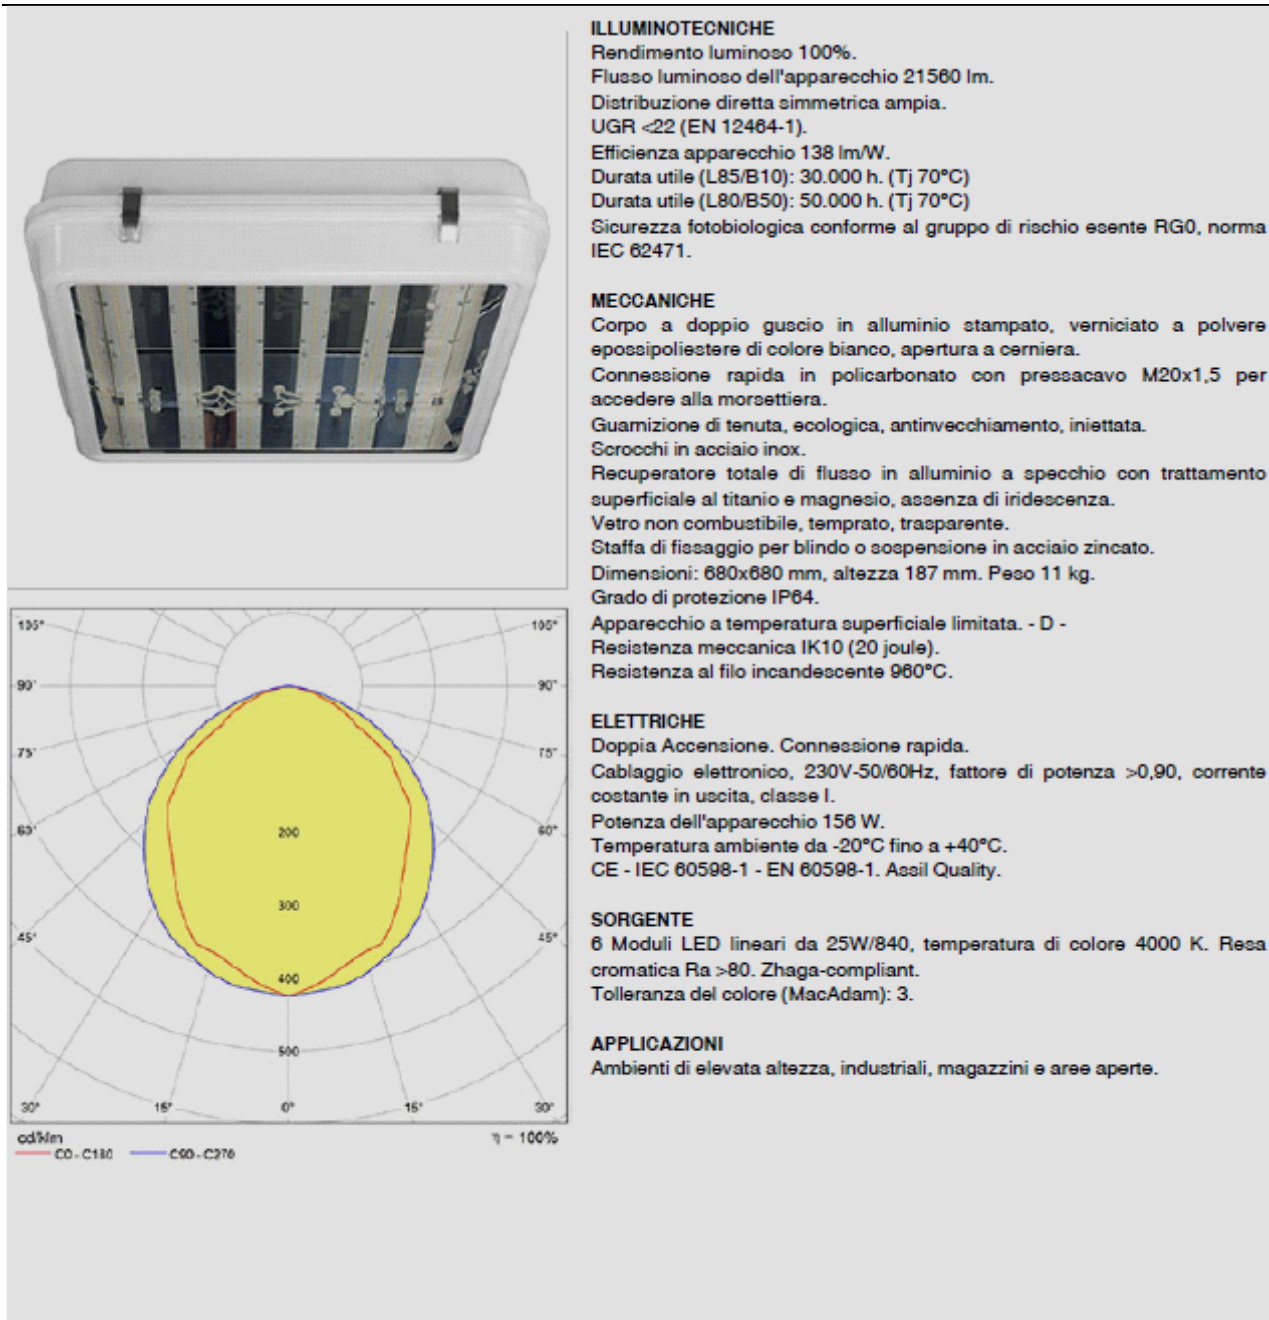 ILLUMINOTECNICHE
Rendimento luminoso 100%.
Flusso luminoso dell'apparecchio 21560 lm.
Distribuzione diretta simmetrica ampia.
UGR <22 (EN 12464-1).
Efficienza apparecchio 138 lm/W.
Durata utile (L85/B10): 30.000 h. (Tj 70°C)
Durata utile (L80/B50): 50.000 h. (Tj 70°C)
Sicurezza fotobiologica conforme al gruppo di rischio esente RG0, norma
IEC 62471.
MECCANICHE
Corpo a doppio guscio in alluminio stampato, verniciato a polvere
epossipoliestere di colore bianco, apertura a cerniera.
Connessione rapida in policarbonato con pressacavo M20x1,5 per
accedere alla morsettiera.
Guarnizione di tenuta, ecologica, antinvecchiamento, iniettata.
Scrocchi in acciaio inox.
Recuperatore totale di flusso in alluminio a specchio con trattamento
superficiale al titanio e magnesio, assenza di iridescenza.
Vetro non combustibile, temprato, trasparente.
Staffa di fissaggio per blindo o sospensione in acciaio zincato.
Dimensioni: 680x680 mm, altezza 187 mm. Peso 11 kg.
Grado di protezione IP64.
Apparecchio a temperatura superficiale limitata. - D -
Resistenza meccanica IK10 (20 joule).
Resistenza al filo incandescente 960°C.
ELETTRICHE
Doppia Accensione. Connessione rapida.
Cablaggio elettronico, 230V-50/60Hz, fattore di potenza >0,90, corrente
costante in uscita, classe I.
Potenza dell'apparecchio 156 W.
Temperatura ambiente da -20°C fino a +40°C.
CE - IEC 60598-1 - EN 60598-1. Assil Quality.
SORGENTE
6 Moduli LED lineari da 25W/840, temperatura di colore 4000 K. Resa
cromatica Ra >80. Zhaga-compliant.
Tolleranza del colore (MacAdam): 3.
APPLICAZIONI
Ambienti di elevata altezza, industriali, magazzini e aree aperte.
105° 105°
90° 90°
75° 75°
60° 200 60°
300
45° 45°
400
500
30° 15° 0° 15° 30°
cd/klm η = 100%
C0 - C180 C90 - C270